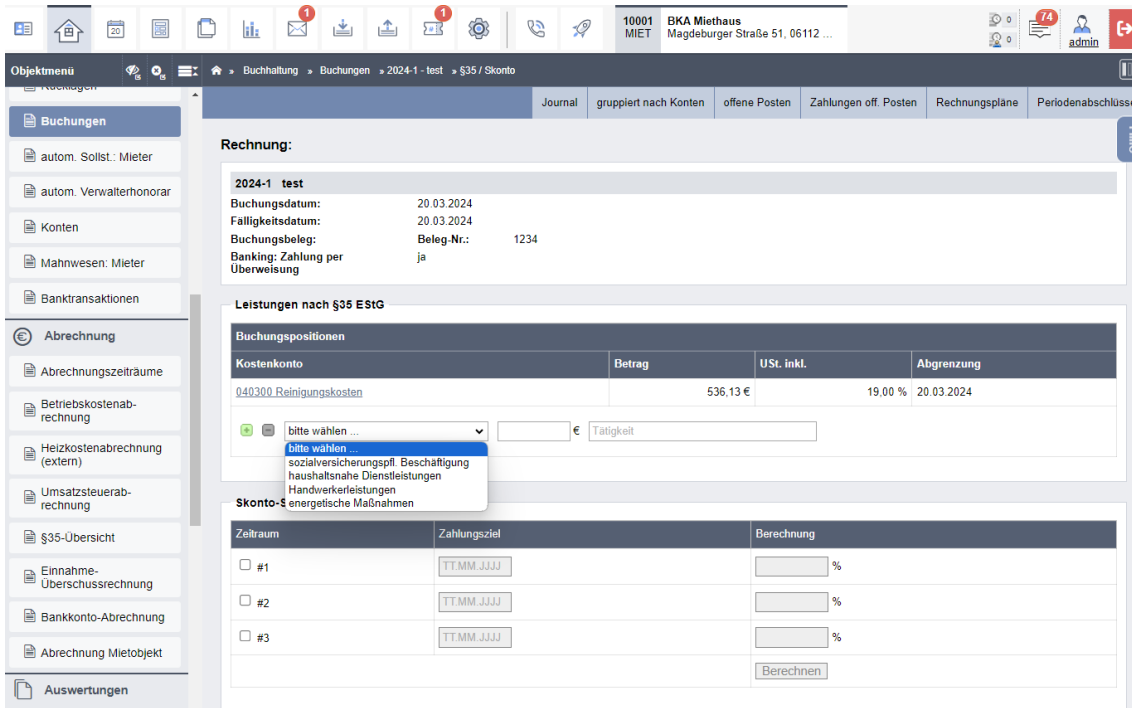 20
1
1
10001 BKA Miethaus
MIET Magdeburger Straße 51, 06112 ...
0
0
74
admin
Objektmenü
» Buchhaltung » Buchungen » 2024-1 - test » §35 / Skonto
Rücklagen
Buchungen
autom. Sollst.: Mieter
autom. Verwalterhonorar
Konten
Mahnwesen: Mieter
Banktransaktionen
Abrechnung
Abrechnungszeiträume
Betriebskostenab-
rechnung
Heizkostenabrechnung
(extern)
Umsatzsteuerab-
rechnung
§35-Übersicht
Einnahme-
Überschussrechnung
Bankkonto-Abrechnung
Abrechnung Mietobjekt
Auswertungen
Journal gruppiert nach Konten offene Posten Zahlungen off. Posten Rechnungspläne Periodenabschlüsse
Rechnung:
2024-1 test
Buchungsdatum: 20.03.2024
Fälligkeitsdatum: 20.03.2024
Buchungsbeleg: Beleg-Nr.: 1234
Banking: Zahlung per ja
Überweisung
Leistungen nach §35 EStG
Buchungspositionen
Kostenkonto Betrag USt. inkl. Abgrenzung
040300 Reinigungskosten 536,13 € 19,00 % 20.03.2024
bitte wählen ... € Tätigkeit
bitte wählen ...
sozialversicherungspfl. Beschäftigung
haushaltsnahe Dienstleistungen
Handwerkerleistungen
energetische Maßnahmen
Skonto-S
Zeitraum Zahlungsziel Berechnung
#1 TT.MM.JJJJ %
#2 TT.MM.JJJJ %
#3 TT.MM.JJJJ %
Berechnen